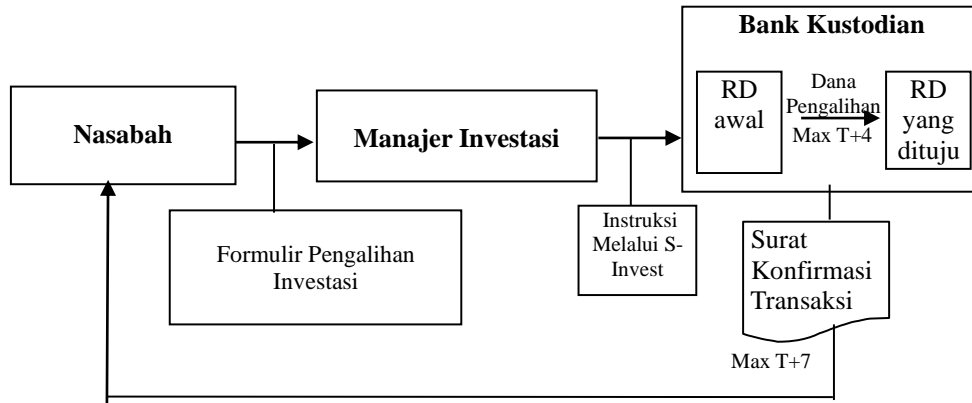 Nasabah
Formulir Pengalihan
Investasi
Manajer Investasi
Instruksi
Melalui S-
Invest
Bank Kustodian
RD
awal
Dana
Pengalihan
Max T+4
RD
yang
dituju
Surat
Konfirmasi
Transaksi
Max T+7